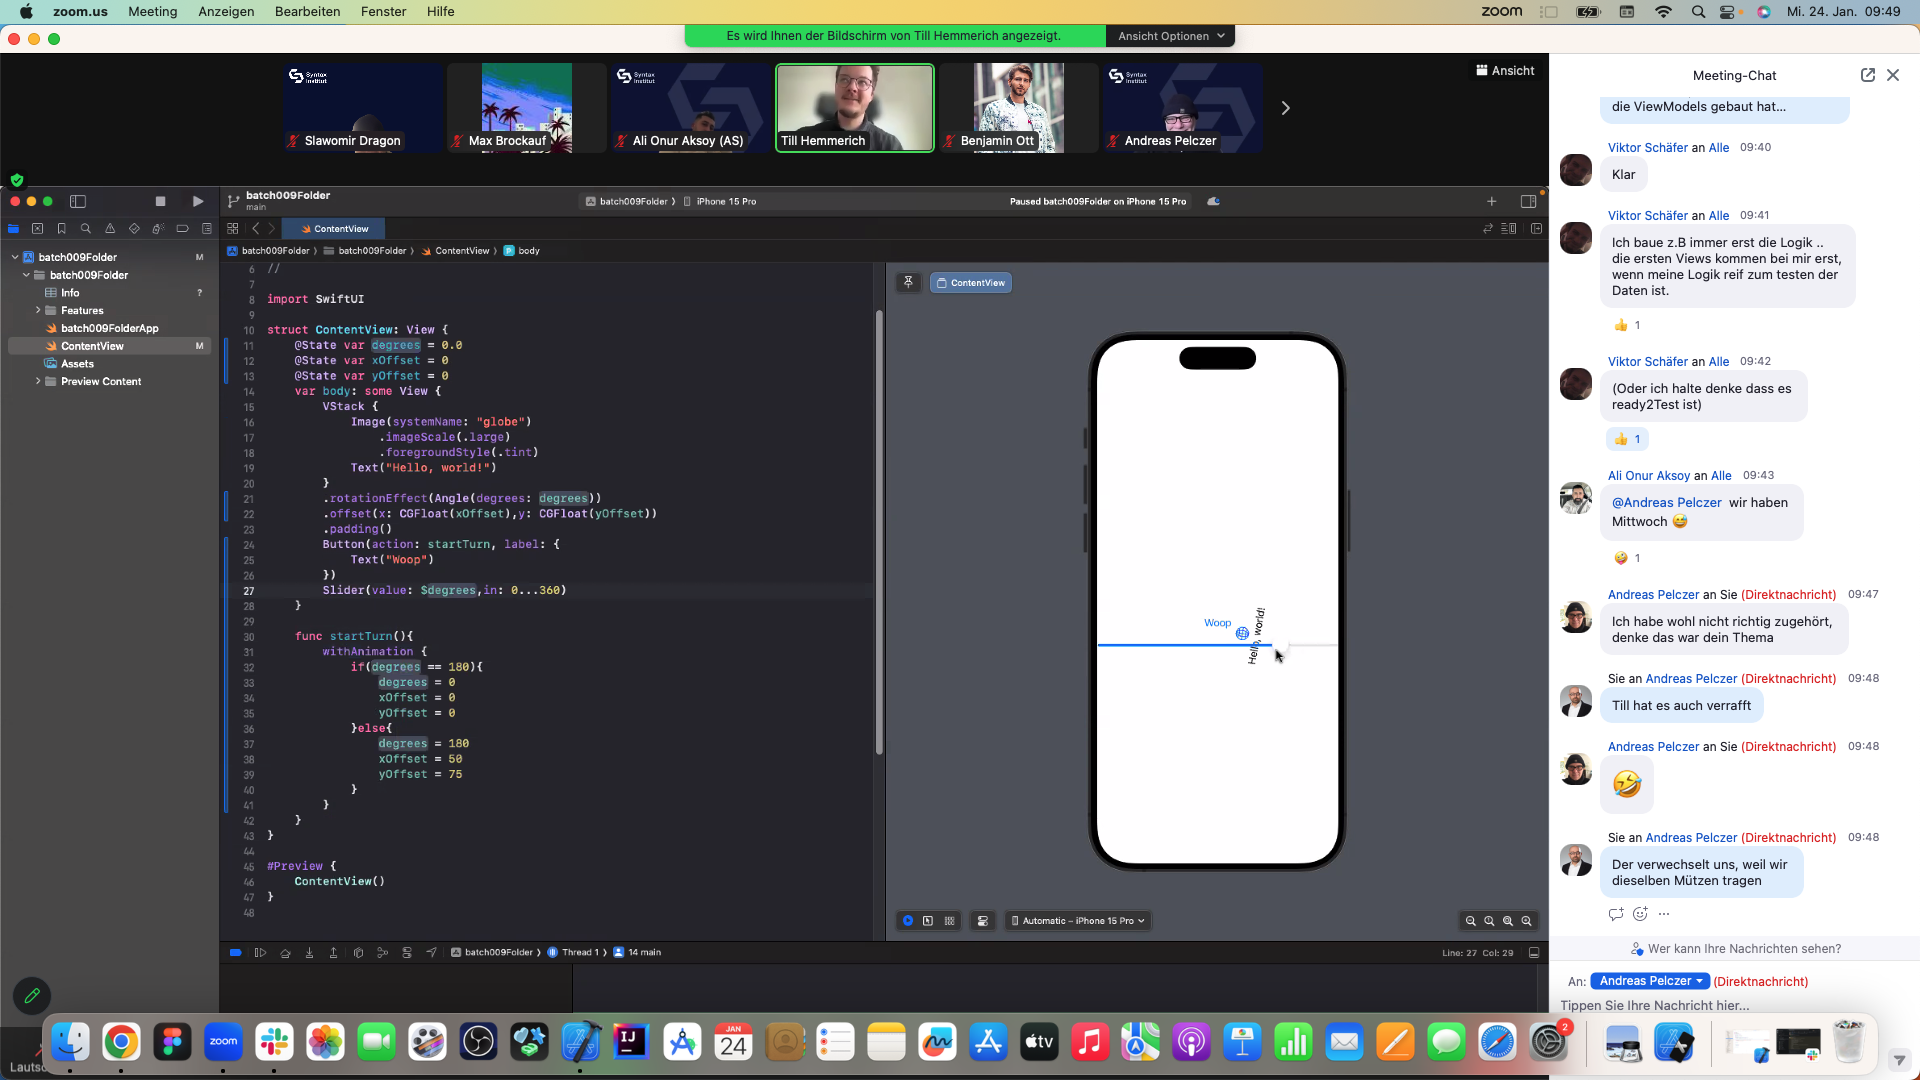 zoom.us Meeting Anzeigen Bearbeiten Fenster Hilfe
zoom Mi. 24. Jan. 09:49
Es wird Ihnen der Bildschirm von Till Hemmerich angezeigt. Ansicht Optionen
Syntax Institut
Syntax Institut
Syntax Institut
Ansicht
Slawomir Dragon
Max Brockauf
Ali Onur Aksoy (AS)
Till Hemmerich
Benjamin Ott
Andreas Pelczer
batch009Folder
main
batch009Folder iPhone 15 Pro
Paused batch009Folder on iPhone 15 Pro
ContentView
batch009Folder batch009Folder ContentView body
batch009Folder M
batch009Folder
Info ?
Features
batch009FolderApp
ContentView M
Assets
Preview Content
6 //
7
8 import SwiftUI
9
10 struct ContentView: View {
11 @State var degrees = 0.0
12 @State var xOffset = 0
13 @State var yOffset = 0
14 var body: some View {
15 VStack {
16 Image(systemName: "globe")
17 .imageScale(.large)
18 .foregroundStyle(.tint)
19 Text("Hello, world!")
20 }
21 .rotationEffect(Angle(degrees: degrees))
22 .offset(x: CGFloat(xOffset),y: CGFloat(yOffset))
23 .padding()
24 Button(action: startTurn, label: {
25 Text("Woop")
26 })
27 Slider(value: $degrees,in: 0...360)
28 }
29
30 func startTurn(){
31 withAnimation {
32 if(degrees == 180){
33 degrees = 0
34 xOffset = 0
35 yOffset = 0
36 }else{
37 degrees = 180
38 xOffset = 50
39 yOffset = 75
40 }
41 }
42 }
43 }
44
45 #Preview {
46 ContentView()
47 }
48
ContentView
Woop
Hello, world!
Automatic – iPhone 15 Pro
batch009Folder Thread 1 14 main
Line: 27 Col: 29
Meeting-Chat
die ViewModels gebaut hat...
Viktor Schäfer an Alle 09:40
Klar
Viktor Schäfer an Alle 09:41
Ich baue z.B immer erst die Logik ..
die ersten Views kommen bei mir erst,
wenn meine Logik reif zum testen der
Daten ist.
👍 1
Viktor Schäfer an Alle 09:42
(Oder ich halte denke dass es
ready2Test ist)
👍 1
Ali Onur Aksoy an Alle 09:43
@Andreas Pelczer wir haben
Mittwoch 😅
🤪 1
Andreas Pelczer an Sie (Direktnachricht) 09:47
Ich habe wohl nicht richtig zugehört,
denke das war dein Thema
Sie an Andreas Pelczer (Direktnachricht) 09:48
Till hat es auch verrafft
Andreas Pelczer an Sie (Direktnachricht) 09:48
🤣
Sie an Andreas Pelczer (Direktnachricht) 09:48
Der verwechselt uns, weil wir
dieselben Mützen tragen
Wer kann Ihre Nachrichten sehen?
An: Andreas Pelczer (Direktnachricht)
Tippen Sie Ihre Nachricht hier...
zoom
IJ
JAN
24
tv
2